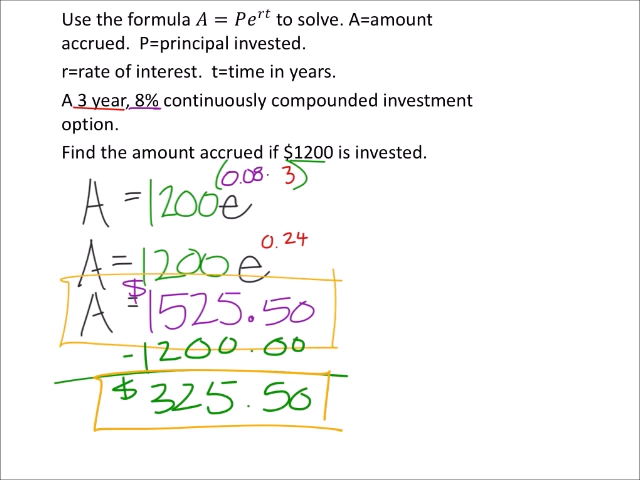 Use the formula A = Pe^{rt} to solve. A=amount
accrued. P=principal invested.
r=rate of interest. t=time in years.
A 3 year, 8% continuously compounded investment
option.
Find the amount accrued if $1200 is invested.
A = 1200e^{(0.08 · 3)}
A = 1200 e^{0.24}
A = $1525.50
-1200.00
$325.50